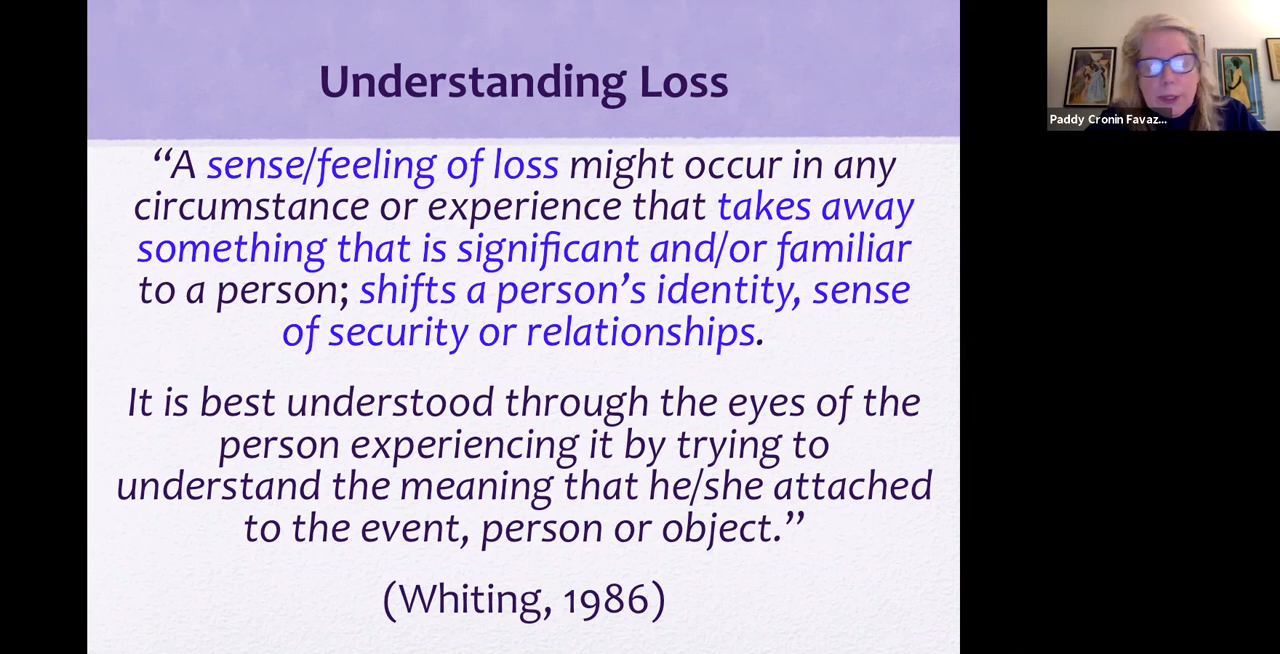 Understanding Loss
“A sense/feeling of loss might occur in any
circumstance or experience that takes away
something that is significant and/or familiar
to a person; shifts a person’s identity, sense
of security or relationships.
It is best understood through the eyes of the
person experiencing it by trying to
understand the meaning that he/she attached
to the event, person or object.”
(Whiting, 1986)
Paddy Cronin Favaz...